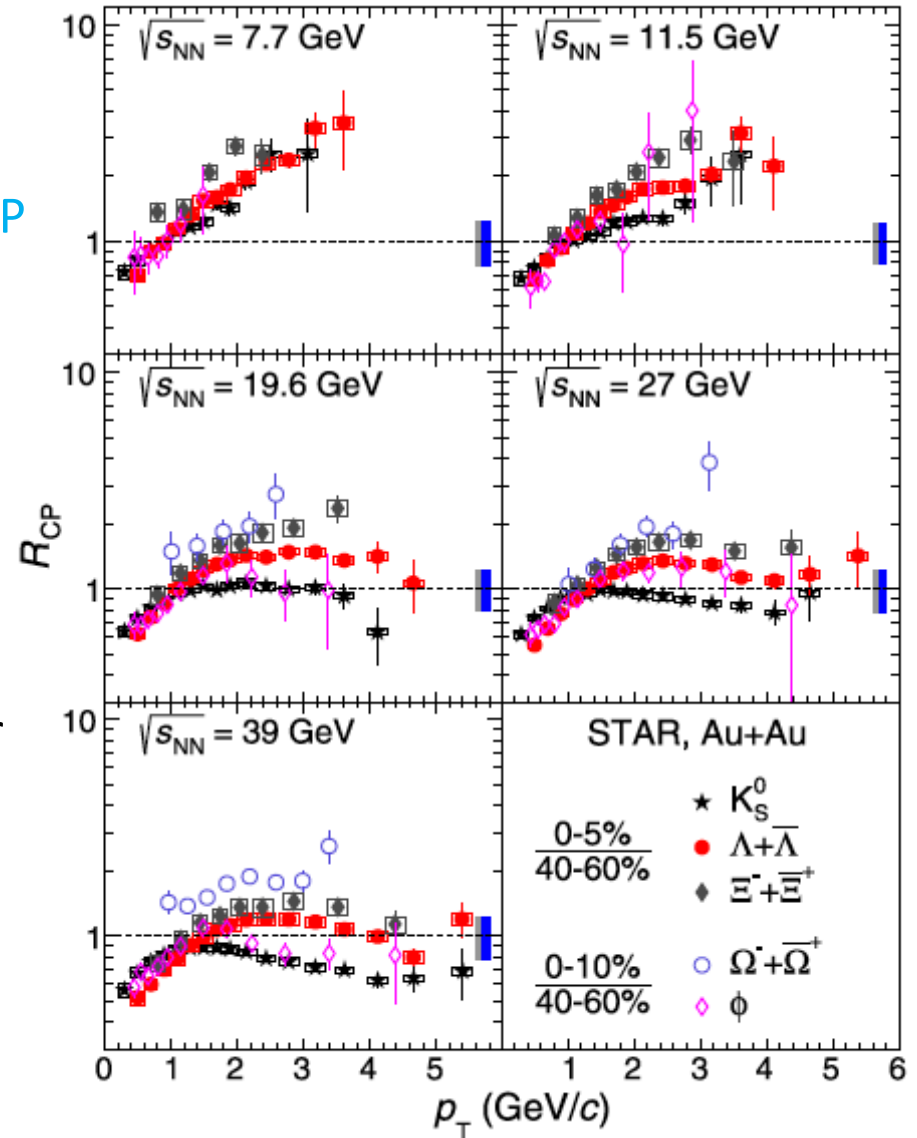 P
10
1
√sNN = 7.7 GeV
√sNN = 11.5 GeV
10
1
√sNN = 19.6 GeV
√sNN = 27 GeV
RCP
10
1
√sNN = 39 GeV
STAR, Au+Au
0-5%
40-60%
K⁰S
Λ+Λ̅
Ξ⁻+Ξ̅⁺
0-10%
40-60%
Ω⁻+Ω̅⁺
ϕ
0 1 2 3 4 5 1 2 3 4 5 6
pT (GeV/c)